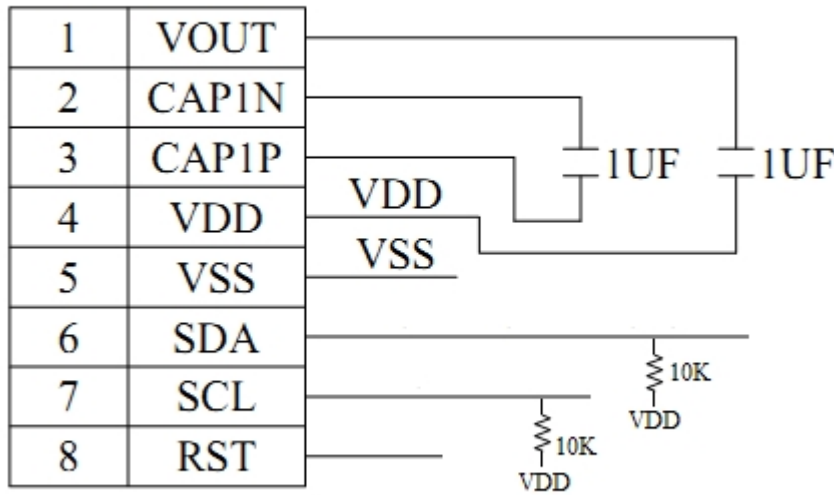 1 VOUT
2 CAP1N
3 CAP1P 1UF 1UF
4 VDD VDD
5 VSS VSS
6 SDA
10K
VDD
7 SCL
10K
VDD
8 RST